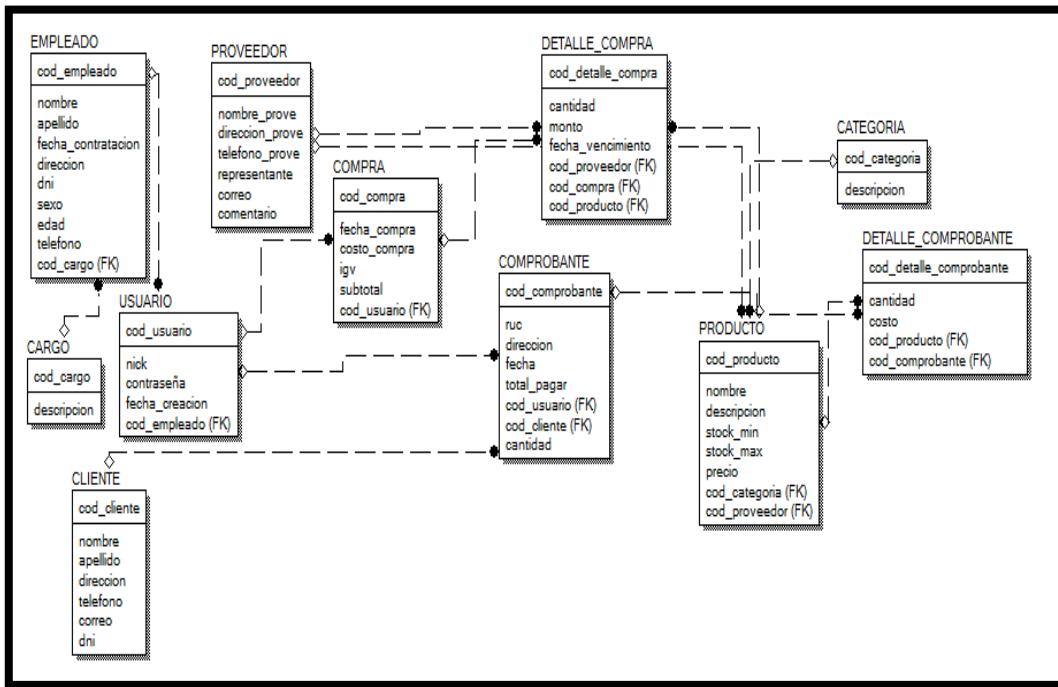 EMPLEADO
cod_empleado
nombre
apellido
fecha_contratacion
direccion
dni
sexo
edad
telefono
cod_cargo (FK)
PROVEEDOR
cod_proveedor
nombre_prove
direccion_prove
telefono_prove
representante
correo
comentario
DETALLE_COMPRA
cod_detalle_compra
cantidad
monto
fecha_vencimiento
cod_proveedor (FK)
cod_compra (FK)
cod_producto (FK)
CATEGORIA
cod_categoria
descripcion
COMPRA
cod_compra
fecha_compra
costo_compra
igv
subtotal
cod_usuario (FK)
DETALLE_COMPROBANTE
cod_detalle_comprobante
cantidad
costo
cod_producto (FK)
cod_comprobante (FK)
COMPROBANTE
cod_comprobante
ruc
direccion
fecha
total_pagar
cod_usuario (FK)
cod_cliente (FK)
cantidad
USUARIO
cod_usuario
nick
contraseña
fecha_creacion
cod_empleado (FK)
CARGO
cod_cargo
descripcion
PRODUCTO
cod_producto
nombre
descripcion
stock_min
stock_max
precio
cod_categoria (FK)
cod_proveedor (FK)
CLIENTE
cod_cliente
nombre
apellido
direccion
telefono
correo
dni